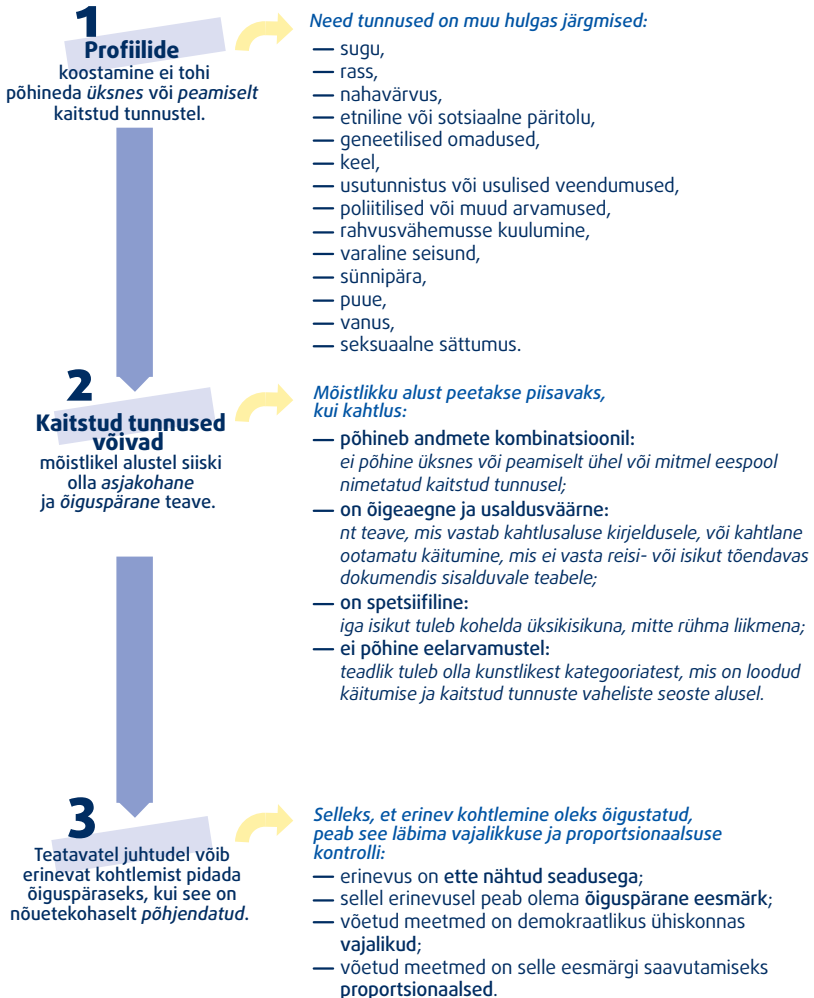 1
Profiilide
koostamine ei tohi
põhineda üksnes või peamiselt
kaitstud tunnustel.
Need tunnused on muu hulgas järgmised:
— sugu,
— rass,
— nahavärvus,
— etniline või sotsiaalne päritolu,
— geneetilised omadused,
— keel,
— usutunnistus või usulised veendumused,
— poliitilised või muud arvamused,
— rahvusvähemusse kuulumine,
— varaline seisund,
— sünnipära,
— puue,
— vanus,
— seksuaalne sättumus.
2
Kaitstud tunnused
võivad
mõistlikel alustel siiski
olla asjakohane
ja õiguspärane teave.
Mõistlikku alust peetakse piisavaks,
kui kahtlus:
— põhineb andmete kombinatsioonil:
ei põhine üksnes või peamiselt ühel või mitmel eespool
nimetatud kaitstud tunnusel;
— on õigeaegne ja usaldusväärne:
nt teave, mis vastab kahtlusaluse kirjeldusele, või kahtlane
ootamatu käitumine, mis ei vasta reisi- või isikut tõendavas
dokumendis sisalduvale teabele;
— on spetsiifiline:
iga isikut tuleb kohelda üksikisikuna, mitte rühma liikmena;
— ei põhine eelarvamustel:
teadlik tuleb olla kunstlikest kategooriatest, mis on loodud
käitumise ja kaitstud tunnuste vaheliste seoste alusel.
3
Teatavatel juhtudel võib
erinevat kohtlemist pidada
õiguspäraseks, kui see on
nõuetekohaselt põhjendatud.
Selleks, et erinev kohtlemine oleks õigustatud,
peab see läbima vajalikkuse ja proportsionaalsuse
kontrolli:
— erinevus on ette nähtud seadusega;
— sellel erinevusel peab olema õiguspärane eesmärk;
— võetud meetmed on demokraatlikus ühiskonnas
vajalikud;
— võetud meetmed on selle eesmärgi saavutamiseks
proportsionaalsed.